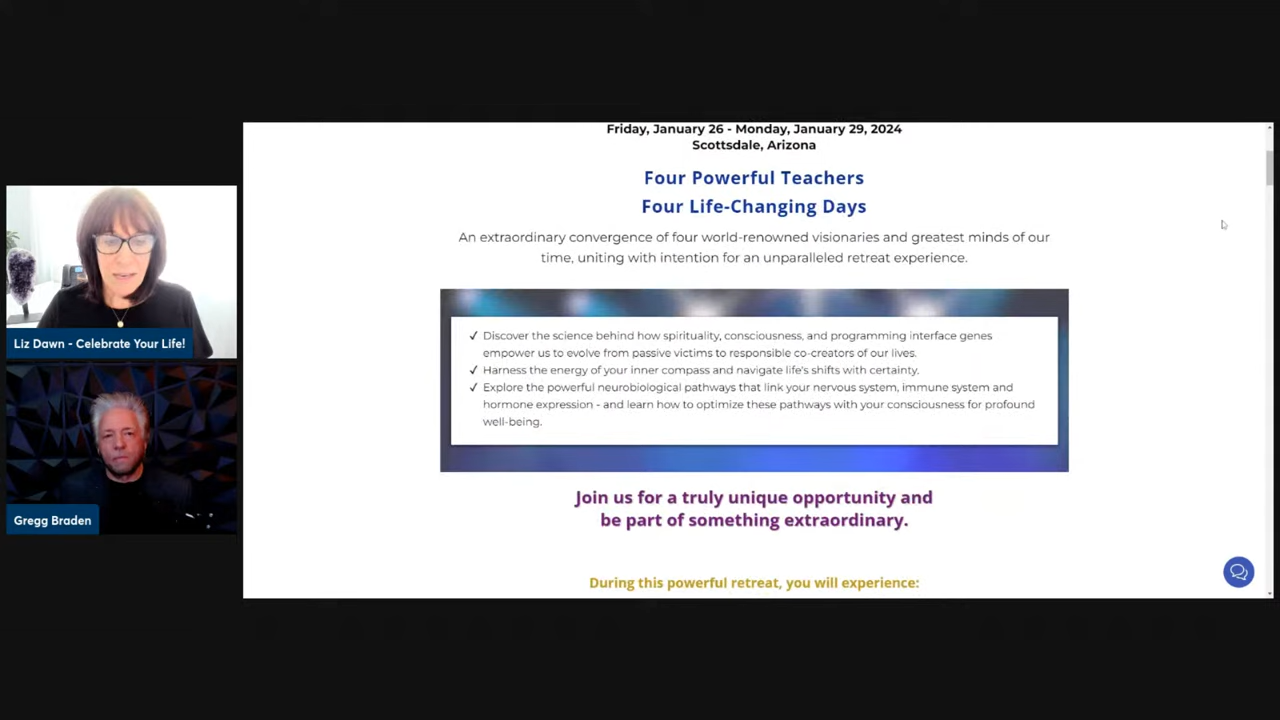 Friday, January 26 - Monday, January 29, 2024
Scottsdale, Arizona
Four Powerful Teachers
Four Life-Changing Days
An extraordinary convergence of four world-renowned visionaries and greatest minds of our
time, uniting with intention for an unparalleled retreat experience.
✓ Discover the science behind how spirituality, consciousness, and programming interface genes
empower us to evolve from passive victims to responsible co-creators of our lives.
✓ Harness the energy of your inner compass and navigate life's shifts with certainty.
✓ Explore the powerful neurobiological pathways that link your nervous system, immune system and
hormone expression - and learn how to optimize these pathways with your consciousness for profound
well-being.
Join us for a truly unique opportunity and
be part of something extraordinary.
During this powerful retreat, you will experience:
Liz Dawn - Celebrate Your Life!
Gregg Braden